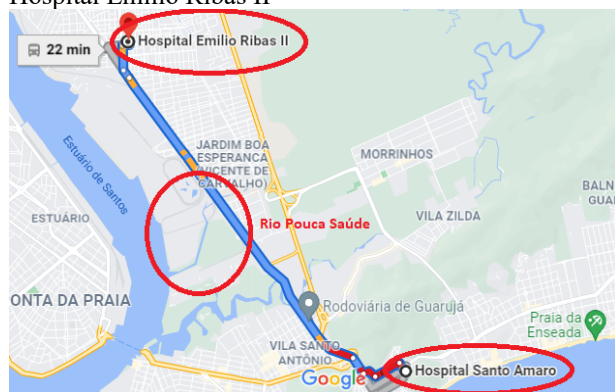 Hospital Emilio Ribas II
Hospital Emilio Ribas II
22 min
Estuário de Santos
JARDIM BOA
ESPERANCA
(VICENTE DE
CARVALHO)
MORRINHOS
BALN
GUA
ESTUÁRIO
Rio Pouca Saúde
VILA ZILDA
ONTA DA PRAIA
Rodoviária de Guarujá
Praia da
Enseada
VILA SANTO
ANTÔNIO
Google
Hospital Santo Amaro